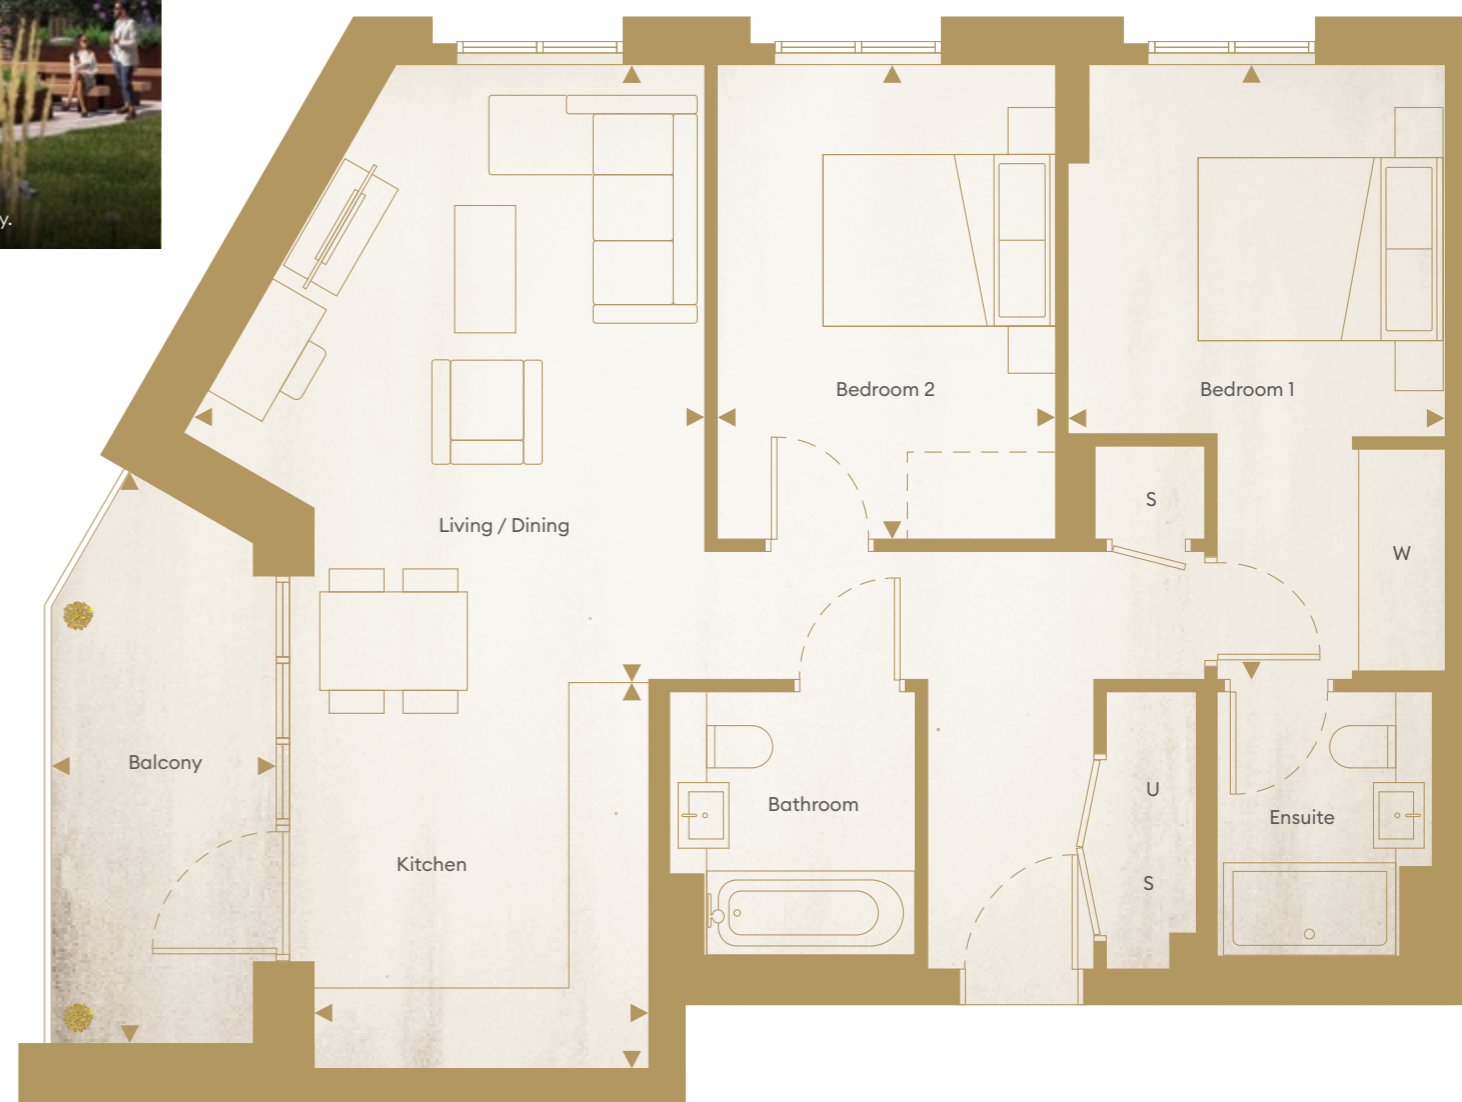 y.
Bedroom 2
Bedroom 1
S
Living / Dining
W
Balcony
Bathroom
U
Ensuite
Kitchen
S